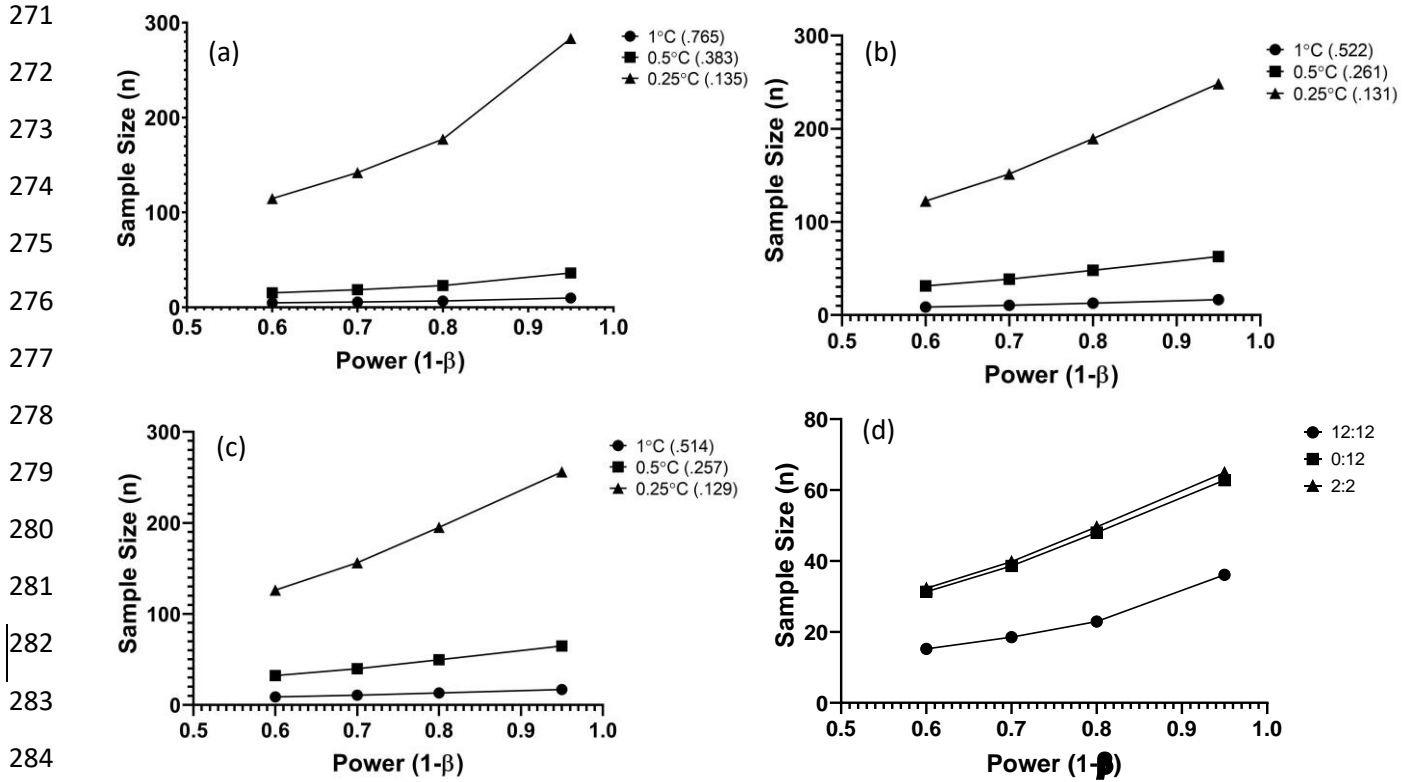 271
272
273
274
275
276
277
278
279
280
281
282
283
284
(a)
300
200
100
0
Sample Size (n)
0.5 0.6 0.7 0.8 0.9 1.0
Power (1-β)
1°C (.765)
0.5°C (.383)
0.25°C (.135)
(b)
300
200
100
0
Sample Size (n)
0.5 0.6 0.7 0.8 0.9 1.0
Power (1-β)
1°C (.522)
0.5°C (.261)
0.25°C (.131)
(c)
300
200
100
0
Sample Size (n)
0.5 0.6 0.7 0.8 0.9 1.0
Power (1-β)
1°C (.514)
0.5°C (.257)
0.25°C (.129)
(d)
80
60
40
20
0
Sample Size (n)
0.5 0.6 0.7 0.8 0.9 1.0
Power (1-β)
12:12
0:12
2:2